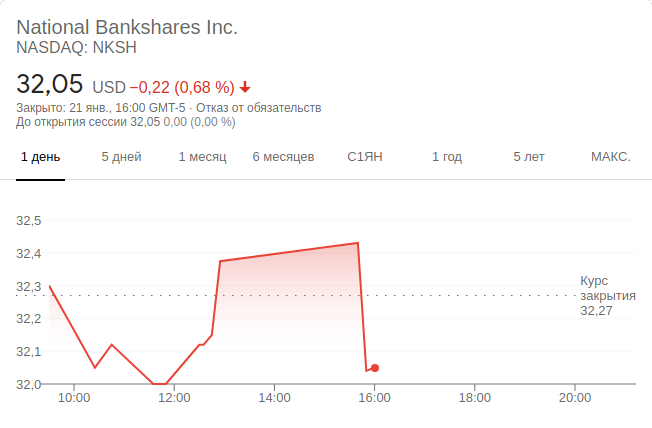 National Bankshares Inc.
NASDAQ: NKSH
32,05 USD −0,22 (0,68 %)
Закрыто: 21 янв., 16:00 GMT-5 · Отказ от обязательств
До открытия сессии 32,05 0,00 (0,00 %)
1 день 5 дней 1 месяц 6 месяцев С1ЯН 1 год 5 лет МАКС.
32,5
32,4
32,3
32,2
32,1
32,0
Курс
закрытия
32,27
10:00 12:00 14:00 16:00 18:00 20:00